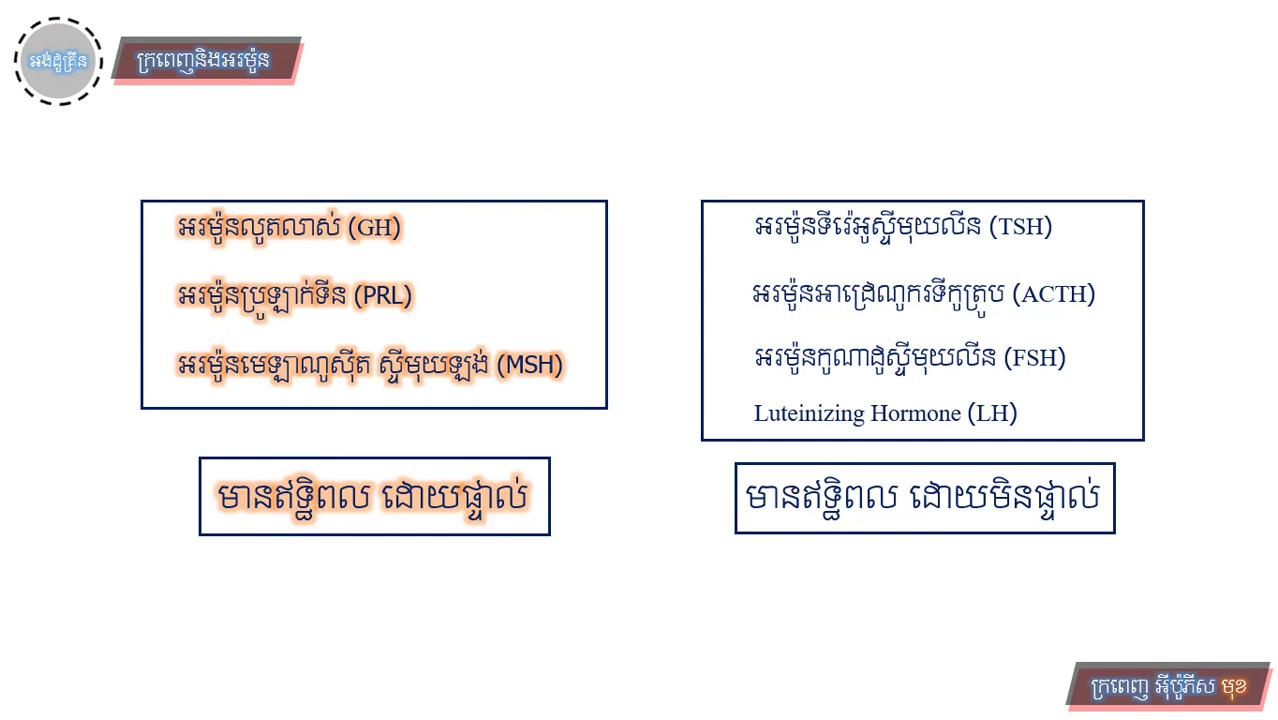 អង់ដូគ្រីន
ក្រពេញនិងអរម៉ូន
អរម៉ូនលូតលាស់ (GH)
អរម៉ូនប្រូឡាក់ទីន (PRL)
អរម៉ូនមេឡាណូស៊ីត ស្ទីមុយឡង់ (MSH)
មានឥទ្ធិពល ដោយផ្ទាល់
អរម៉ូនទីរ៉េអូស្ទីមុយលីន (TSH)
អរម៉ូនអាដ្រេណូករទីកូត្រូប (ACTH)
អរម៉ូនកូណាដូស្ទីមុយលីន (FSH)
Luteinizing Hormone (LH)
មានឥទ្ធិពល ដោយមិនផ្ទាល់
ក្រពេញ អ៊ីប៉ូភីស មុខ